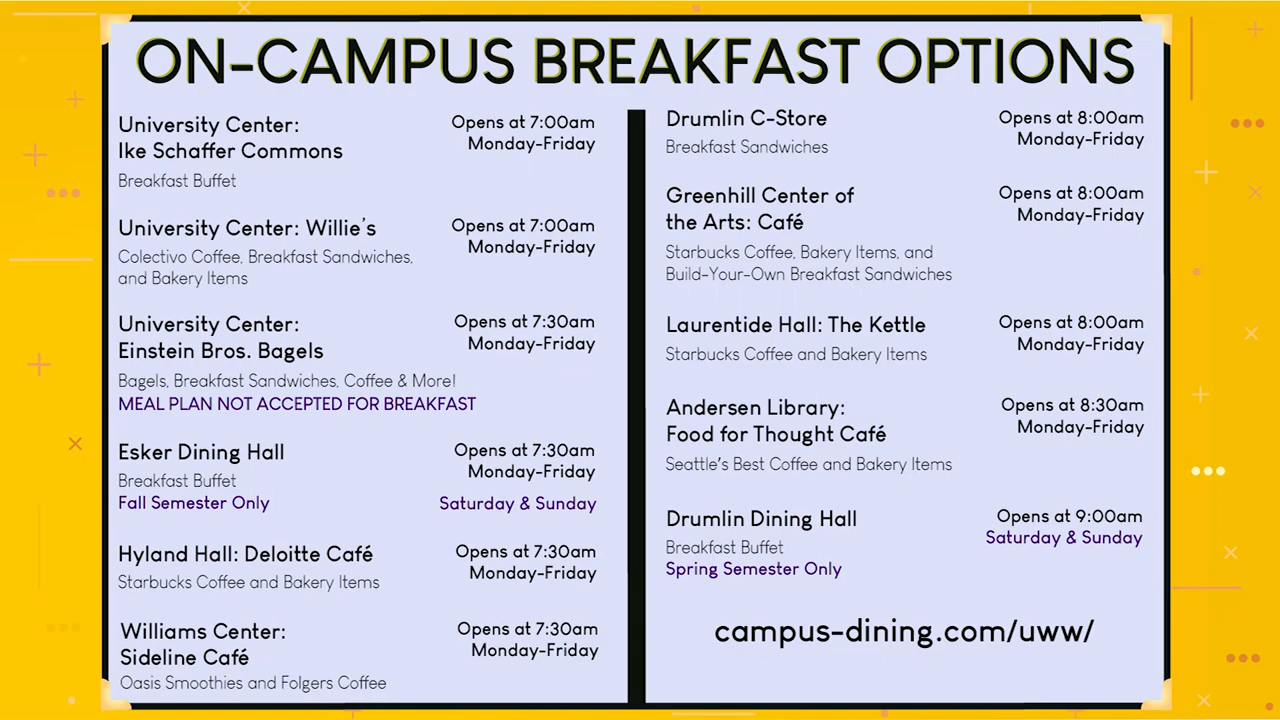 ON-CAMPUS BREAKFAST OPTIONS
University Center:
Ike Schaffer Commons
Opens at 7:00am
Monday-Friday
Breakfast Buffet
University Center: Willie's
Opens at 7:00am
Monday-Friday
Colectivo Coffee, Breakfast Sandwiches,
and Bakery Items
University Center:
Einstein Bros. Bagels
Opens at 7:30am
Monday-Friday
Bagels, Breakfast Sandwiches, Coffee & More!
MEAL PLAN NOT ACCEPTED FOR BREAKFAST
Esker Dining Hall
Opens at 7:30am
Monday-Friday
Breakfast Buffet
Fall Semester Only
Saturday & Sunday
Hyland Hall: Deloitte Café
Opens at 7:30am
Monday-Friday
Starbucks Coffee and Bakery Items
Williams Center:
Sideline Café
Opens at 7:30am
Monday-Friday
Oasis Smoothies and Folgers Coffee
Drumlin C-Store
Opens at 8:00am
Monday-Friday
Breakfast Sandwiches
Greenhill Center of
the Arts: Café
Opens at 8:00am
Monday-Friday
Starbucks Coffee, Bakery Items, and
Build-Your-Own Breakfast Sandwiches
Laurentide Hall: The Kettle
Opens at 8:00am
Monday-Friday
Starbucks Coffee and Bakery Items
Andersen Library:
Food for Thought Café
Opens at 8:30am
Monday-Friday
Seattle's Best Coffee and Bakery Items
Drumlin Dining Hall
Opens at 9:00am
Saturday & Sunday
Breakfast Buffet
Spring Semester Only
campus-dining.com/uww/